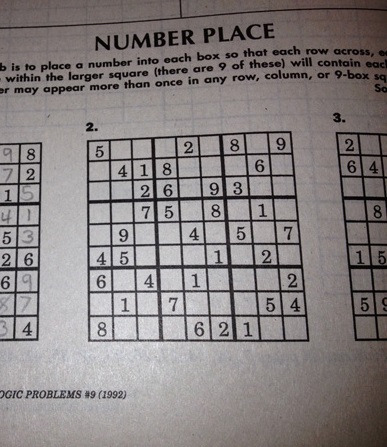 NUMBER PLACE
b is to place a number into each box so that each row across,
within the larger square (there are 9 of these) will contain
er may appear more than once in any row, column, or 9-box
So
2.
3.
9 8
7 2
1 5
4 1
5 3
2 6
6 9
8 7
3 4
5 2 8 9
4 1 8 6
2 6 9 3
7 5 8 1
9 4 5 7
4 5 1 2
6 4 1 2
1 7 5 4
8 6 2 1
2
6 4
8
1 5
5
OGIC PROBLEMS #9 (1992)